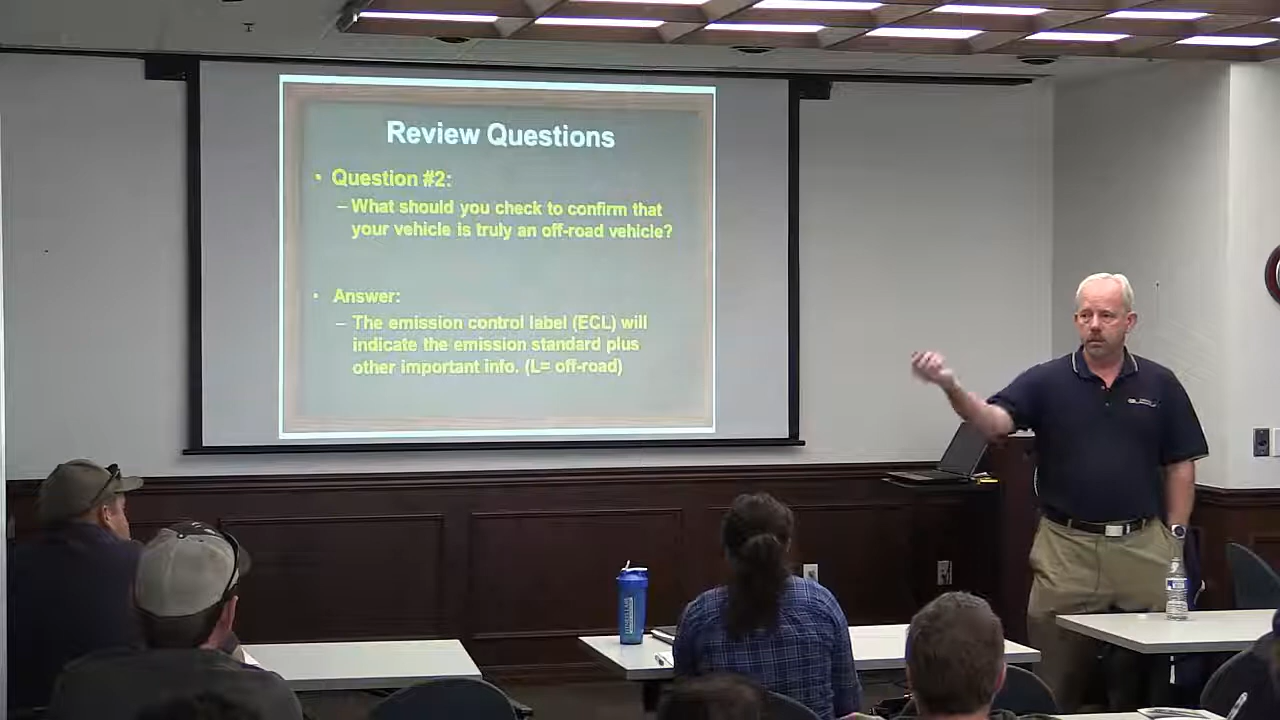 Review Questions
• Question #2:
– What should you check to confirm that
your vehicle is truly an off-road vehicle?
• Answer:
– The emission control label (ECL) will
indicate the emission standard plus
other important info. (L= off-road)